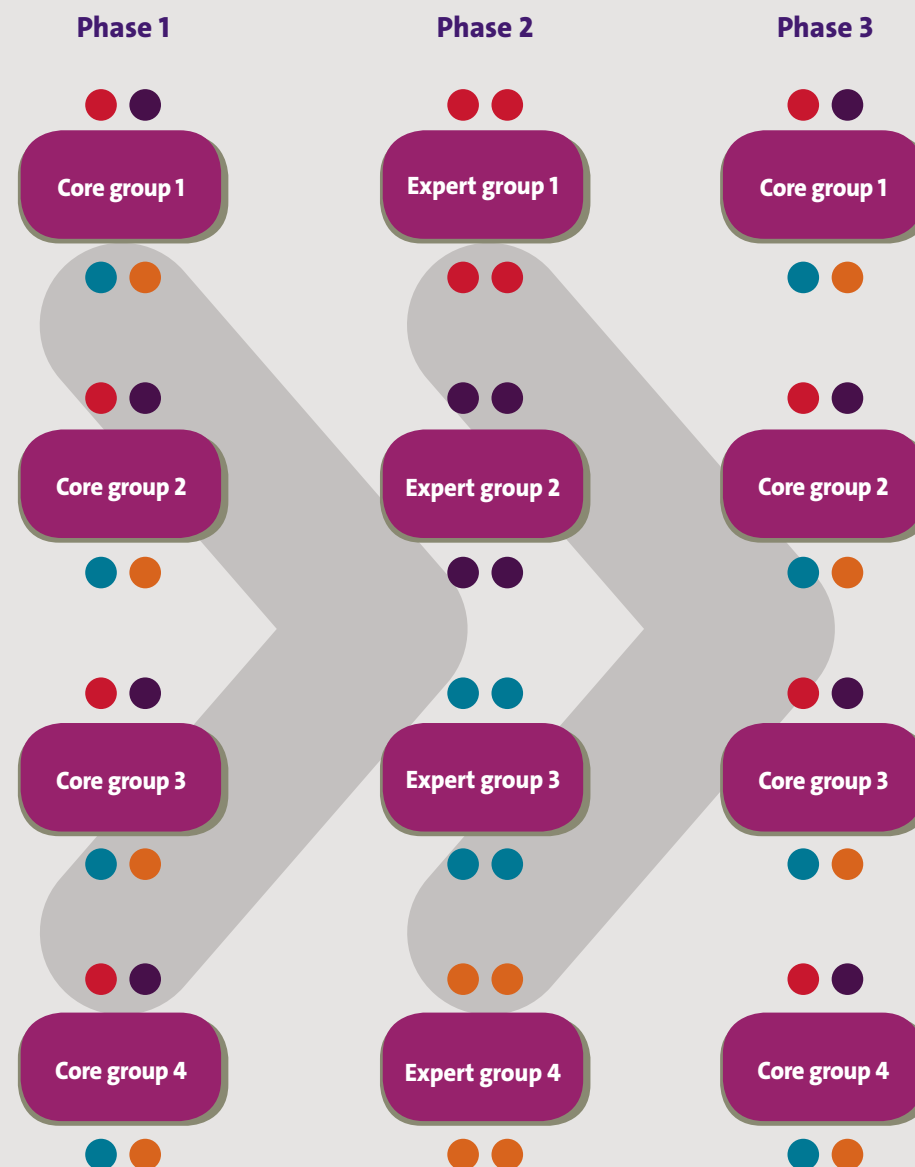 Phase 1
Phase 2
Phase 3
Core group 1
Expert group 1
Core group 1
Core group 2
Expert group 2
Core group 2
Core group 3
Expert group 3
Core group 3
Core group 4
Expert group 4
Core group 4